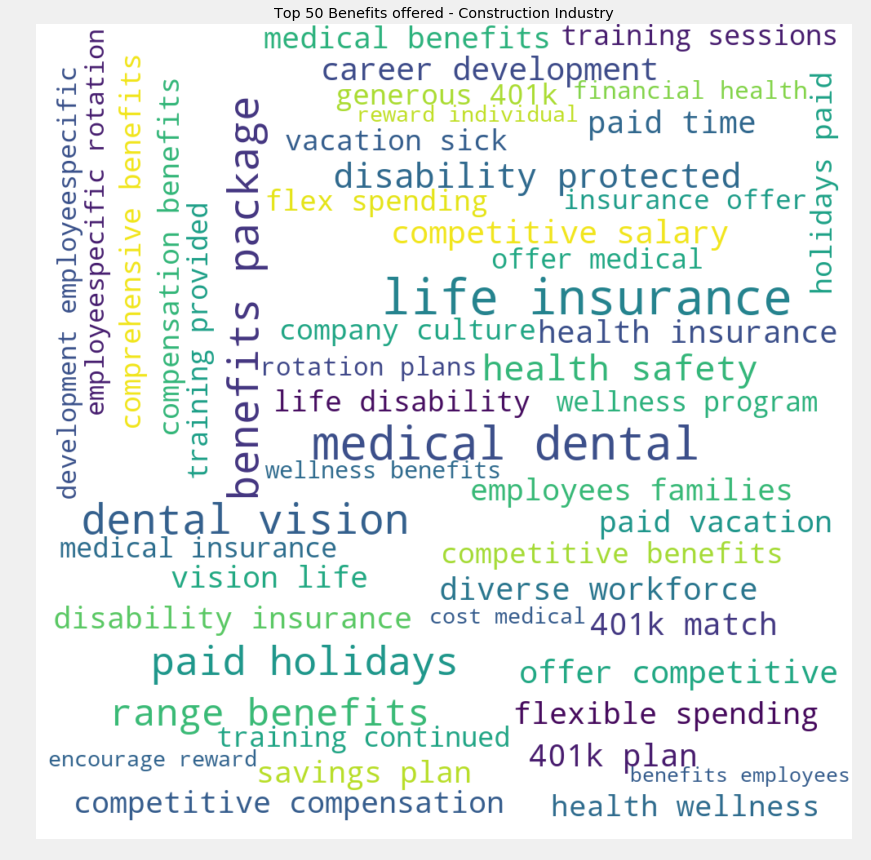 Top 50 Benefits offered - Construction Industry
medical benefits
training sessions
career development
generous 401k
financial health
reward individual
paid time
vacation sick
disability protected
flex spending
insurance offer
holidays paid
competitive salary
offer medical
life insurance
development employeespecific
employeespecific rotation
comprehensive benefits
compensation benefits
training provided
benefits package
company culture
health insurance
rotation plans
health safety
life disability
wellness program
medical dental
wellness benefits
employees families
dental vision
paid vacation
medical insurance
competitive benefits
vision life
diverse workforce
disability insurance
cost medical
401k match
paid holidays
offer competitive
range benefits
flexible spending
training continued
401k plan
encourage reward
savings plan
benefits employees
competitive compensation
health wellness